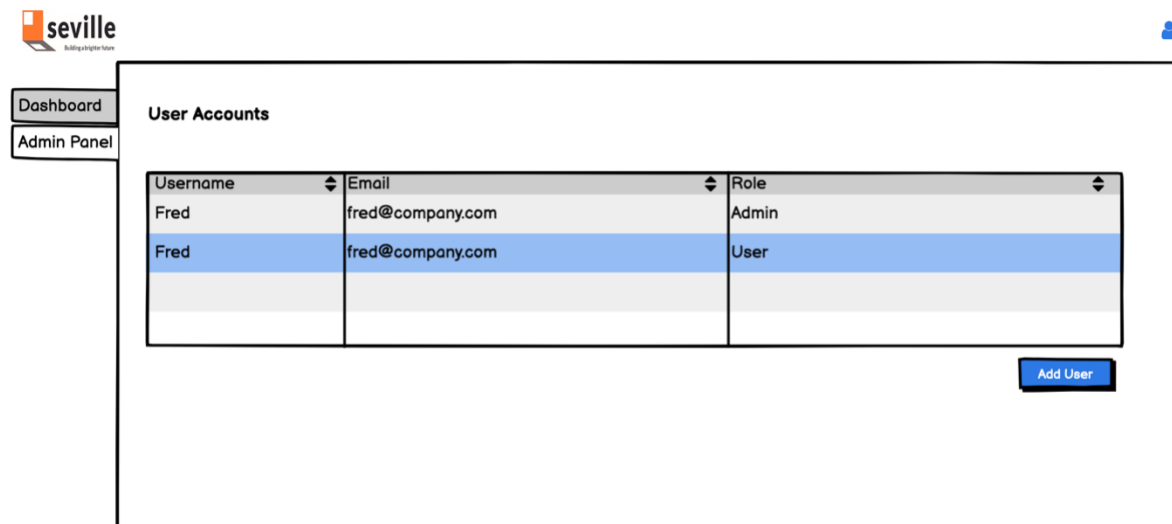 seville
Building a brighter future
Dashboard
Admin Panel
User Accounts
Username Email Role
Fred fred@company.com Admin
Fred fred@company.com User
Add User